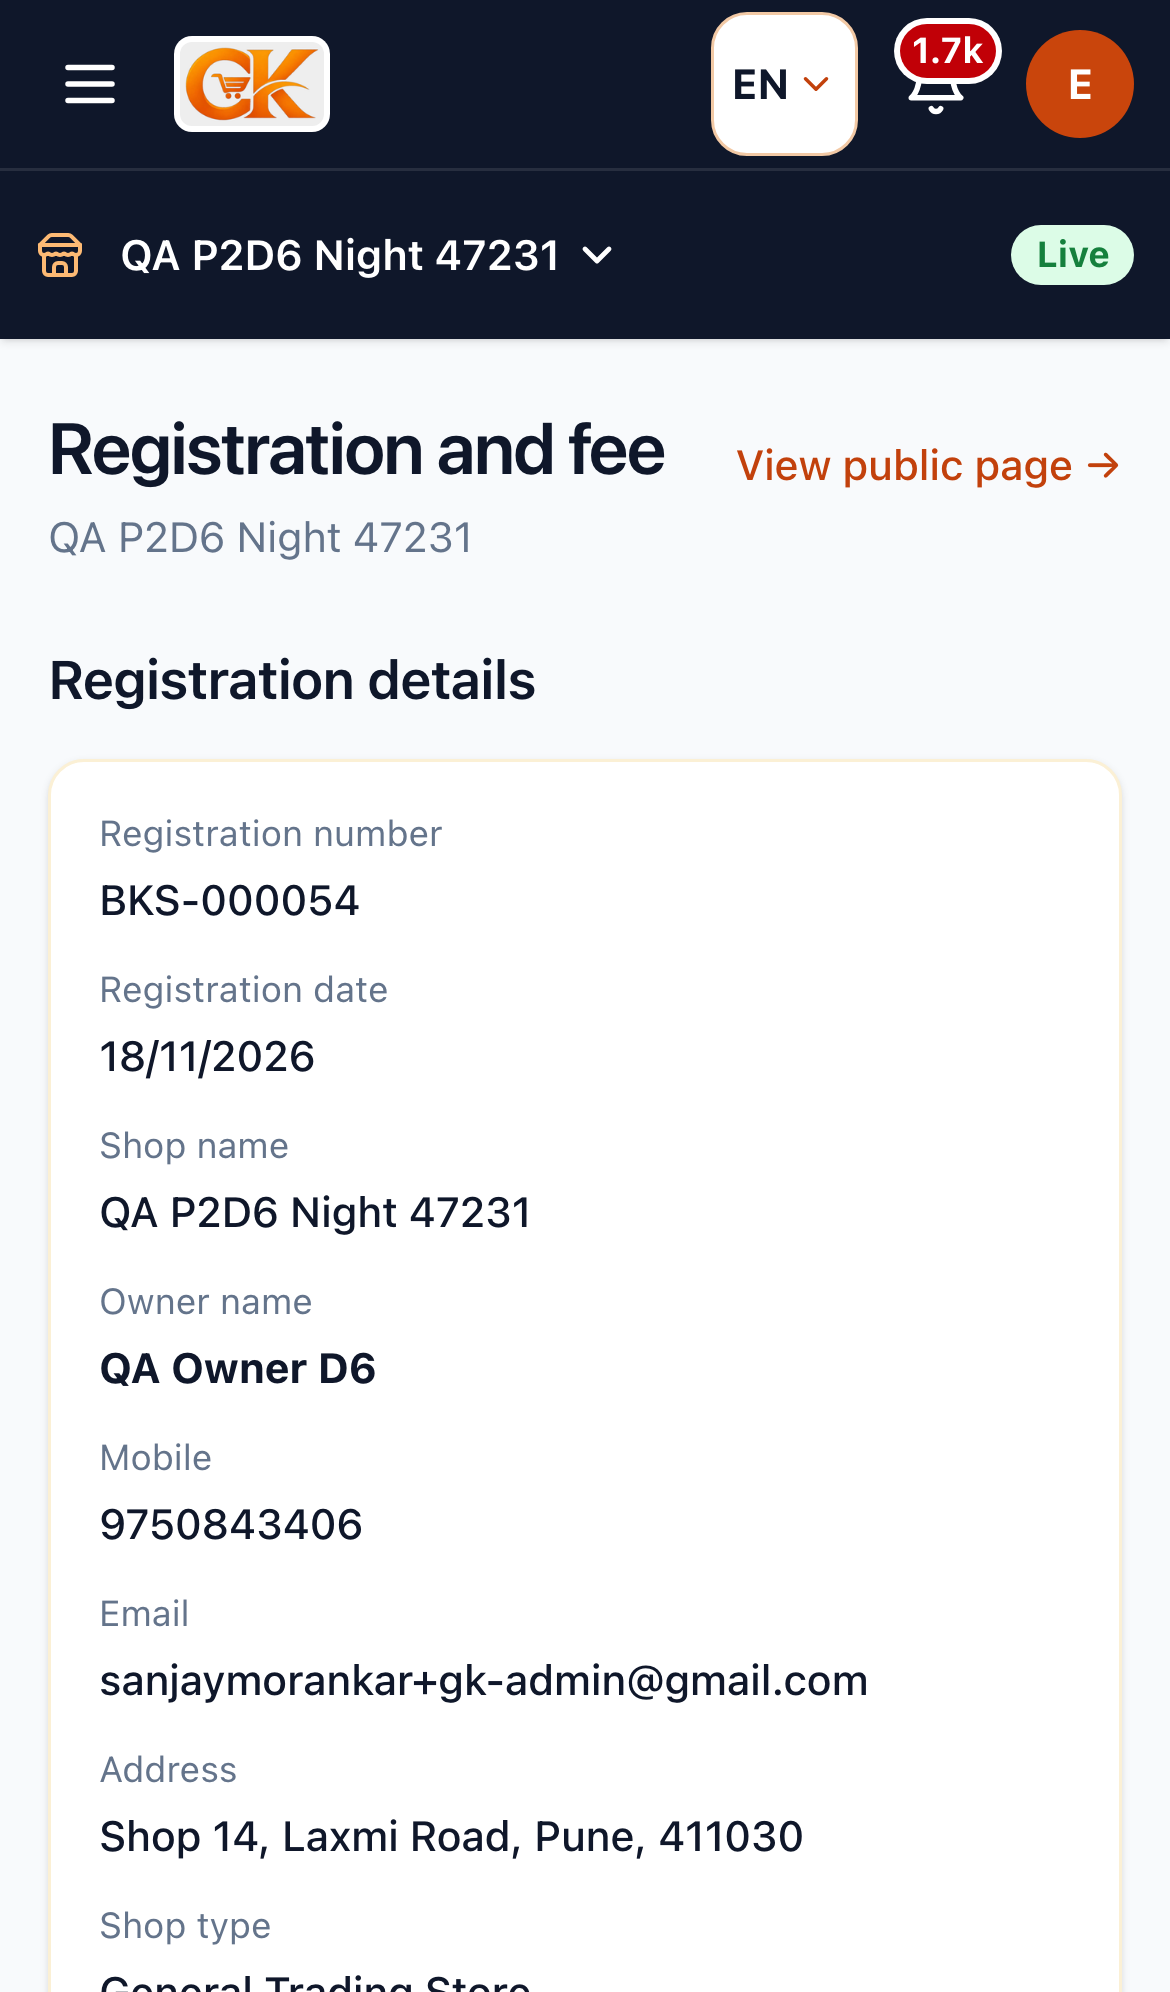 GK
EN
1.7k
E
QA P2D6 Night 47231
Live
Registration and fee
View public page →
QA P2D6 Night 47231
Registration details
Registration number
BKS-000054
Registration date
18/11/2026
Shop name
QA P2D6 Night 47231
Owner name
QA Owner D6
Mobile
9750843406
Email
sanjaymorankar+gk-admin@gmail.com
Address
Shop 14, Laxmi Road, Pune, 411030
Shop type
General Trading Store